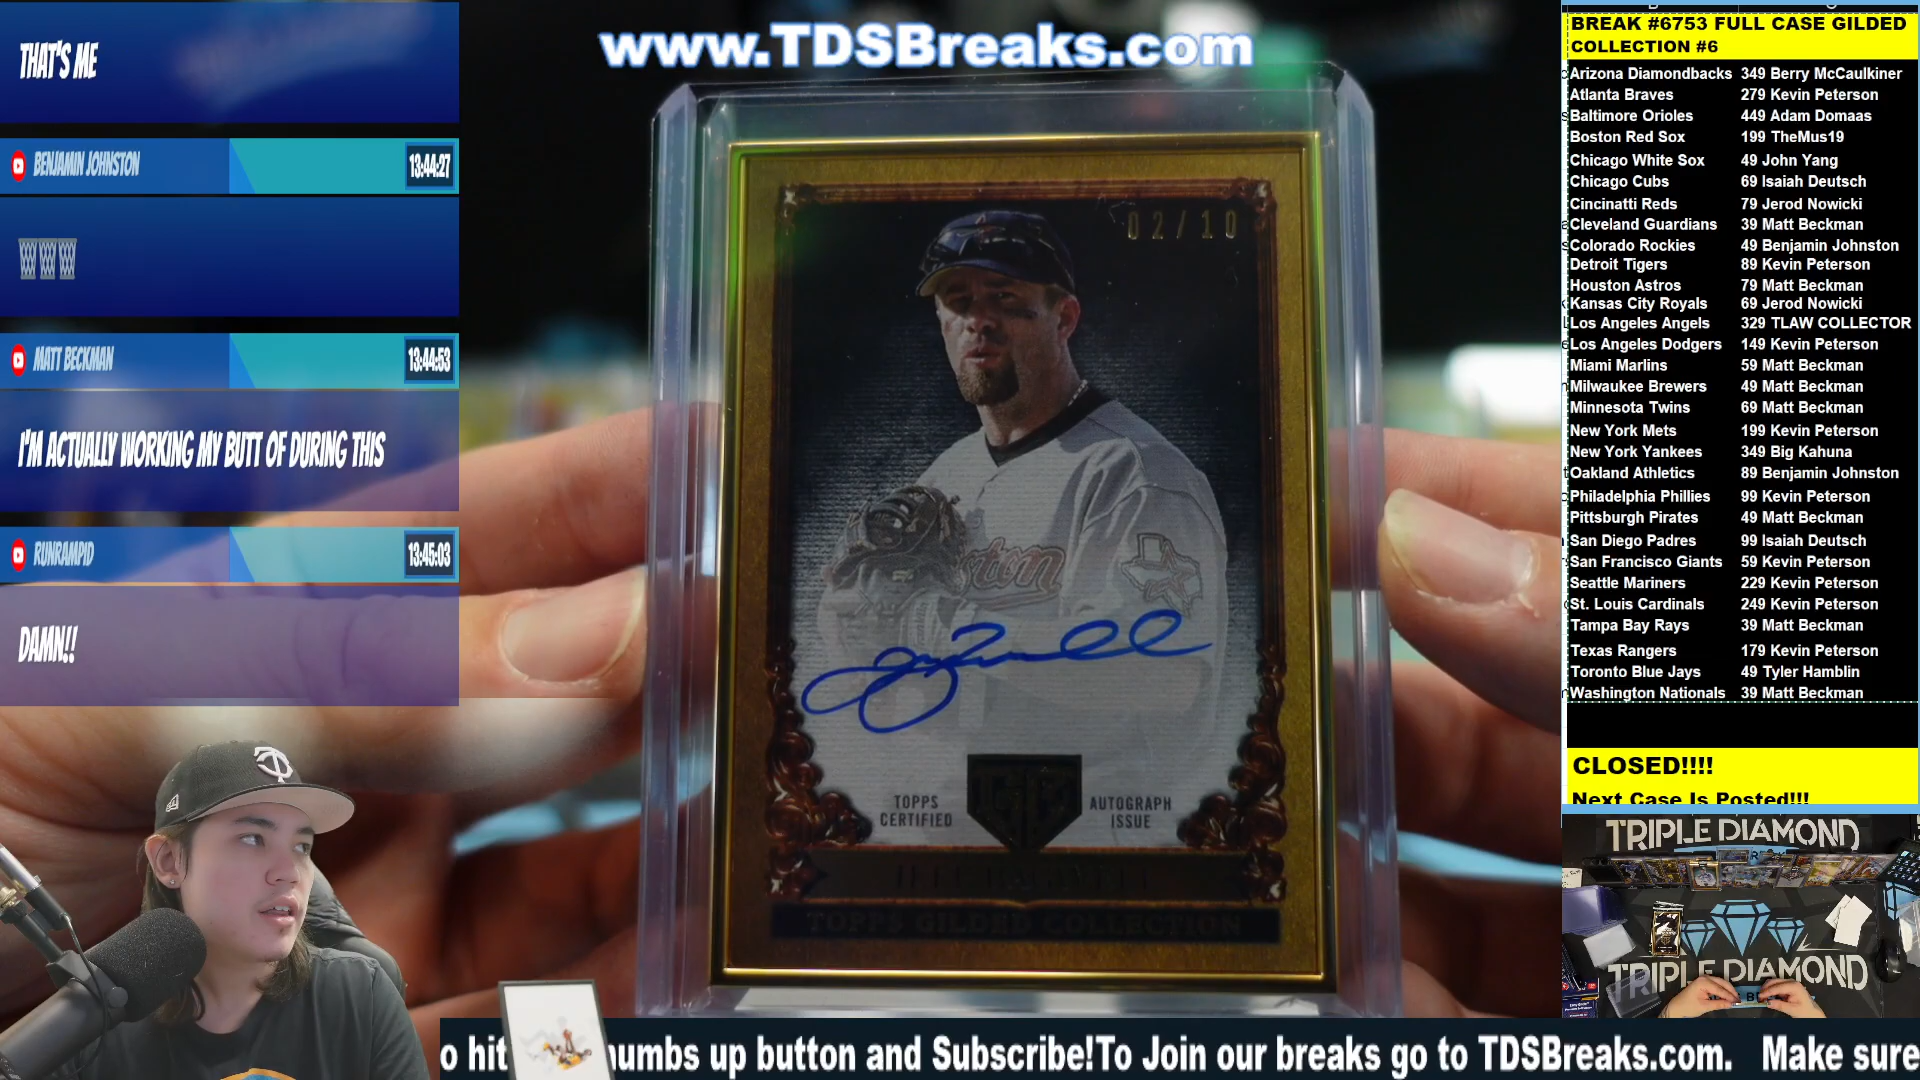 THAT'S ME
BENJAMIN JOHNSTON
13:44:27
MATT BECKMAN
13:44:53
I'M ACTUALLY WORKING MY BUTT OF DURING THIS
RUNRAMPID
13:45:03
DAMN!!
www.TDSBreaks.com
02/10
TOPPS CERTIFIED
AUTOGRAPH ISSUE
TOPPS GILDED COLLECTION
BREAK #6753 FULL CASE GILDED
COLLECTION #6
Arizona Diamondbacks 349 Berry McCaulkiner
Atlanta Braves 279 Kevin Peterson
Baltimore Orioles 449 Adam Domaas
Boston Red Sox 199 TheMus19
Chicago White Sox 49 John Yang
Chicago Cubs 69 Isaiah Deutsch
Cincinatti Reds 79 Jerod Nowicki
Cleveland Guardians 39 Matt Beckman
Colorado Rockies 49 Benjamin Johnston
Detroit Tigers 89 Kevin Peterson
Houston Astros 79 Matt Beckman
Kansas City Royals 69 Jerod Nowicki
Los Angeles Angels 329 TLAW COLLECTOR
Los Angeles Dodgers 149 Kevin Peterson
Miami Marlins 59 Matt Beckman
Milwaukee Brewers 49 Matt Beckman
Minnesota Twins 69 Matt Beckman
New York Mets 199 Kevin Peterson
New York Yankees 349 Big Kahuna
Oakland Athletics 89 Benjamin Johnston
Philadelphia Phillies 99 Kevin Peterson
Pittsburgh Pirates 49 Matt Beckman
San Diego Padres 99 Isaiah Deutsch
San Francisco Giants 59 Kevin Peterson
Seattle Mariners 229 Kevin Peterson
St. Louis Cardinals 249 Kevin Peterson
Tampa Bay Rays 39 Matt Beckman
Texas Rangers 179 Kevin Peterson
Toronto Blue Jays 49 Tyler Hamblin
Washington Nationals 39 Matt Beckman
CLOSED!!!!
Next Case Is Posted!!!
TRIPLE DIAMOND
TRIPLE DIAMOND
o hit humbs up button and Subscribe!To Join our breaks go to TDSBreaks.com. Make sure